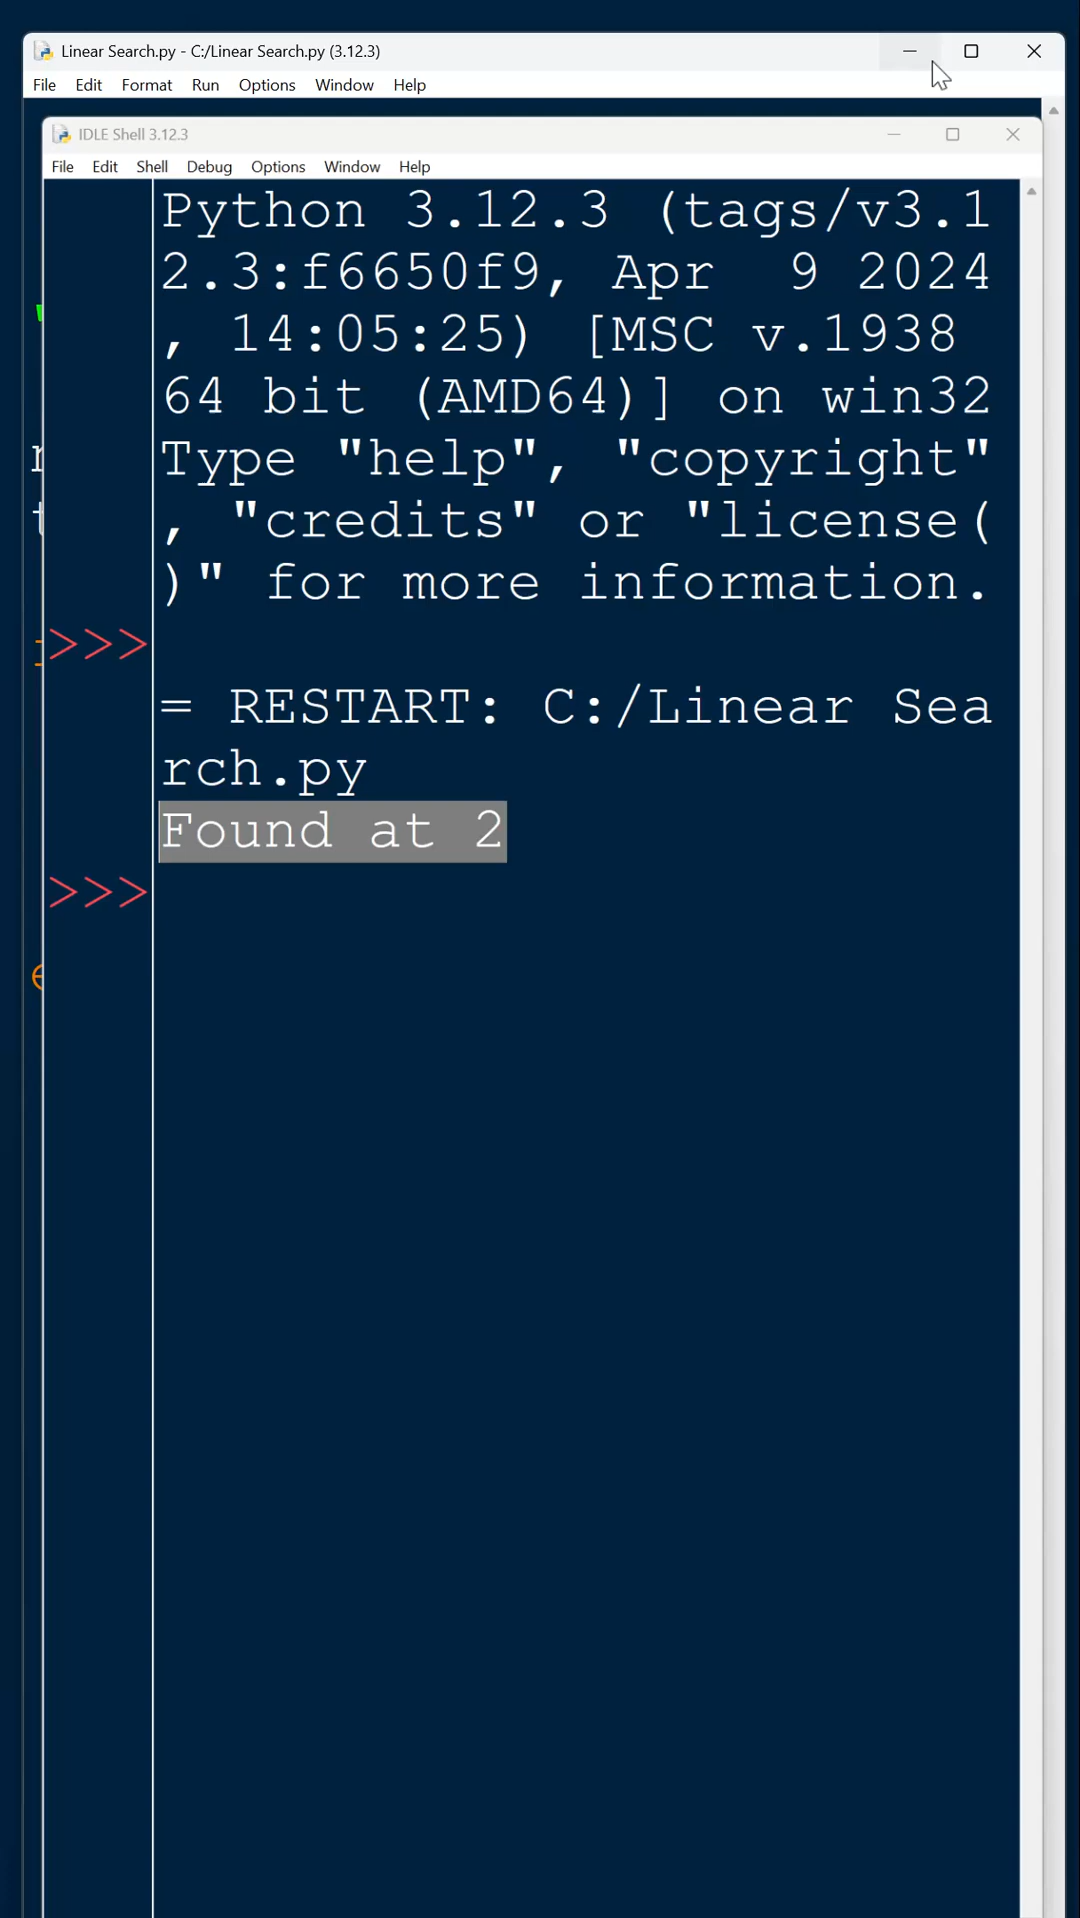 Linear Search.py - C:/Linear Search.py (3.12.3)
File Edit Format Run Options Window Help
IDLE Shell 3.12.3
File Edit Shell Debug Options Window Help
Python 3.12.3 (tags/v3.1
2.3:f6650f9, Apr  9 2024
, 14:05:25) [MSC v.1938
64 bit (AMD64)] on win32
Type "help", "copyright"
, "credits" or "license(
)" for more information.
>>>
= RESTART: C:/Linear Sea
rch.py
Found at 2
>>>